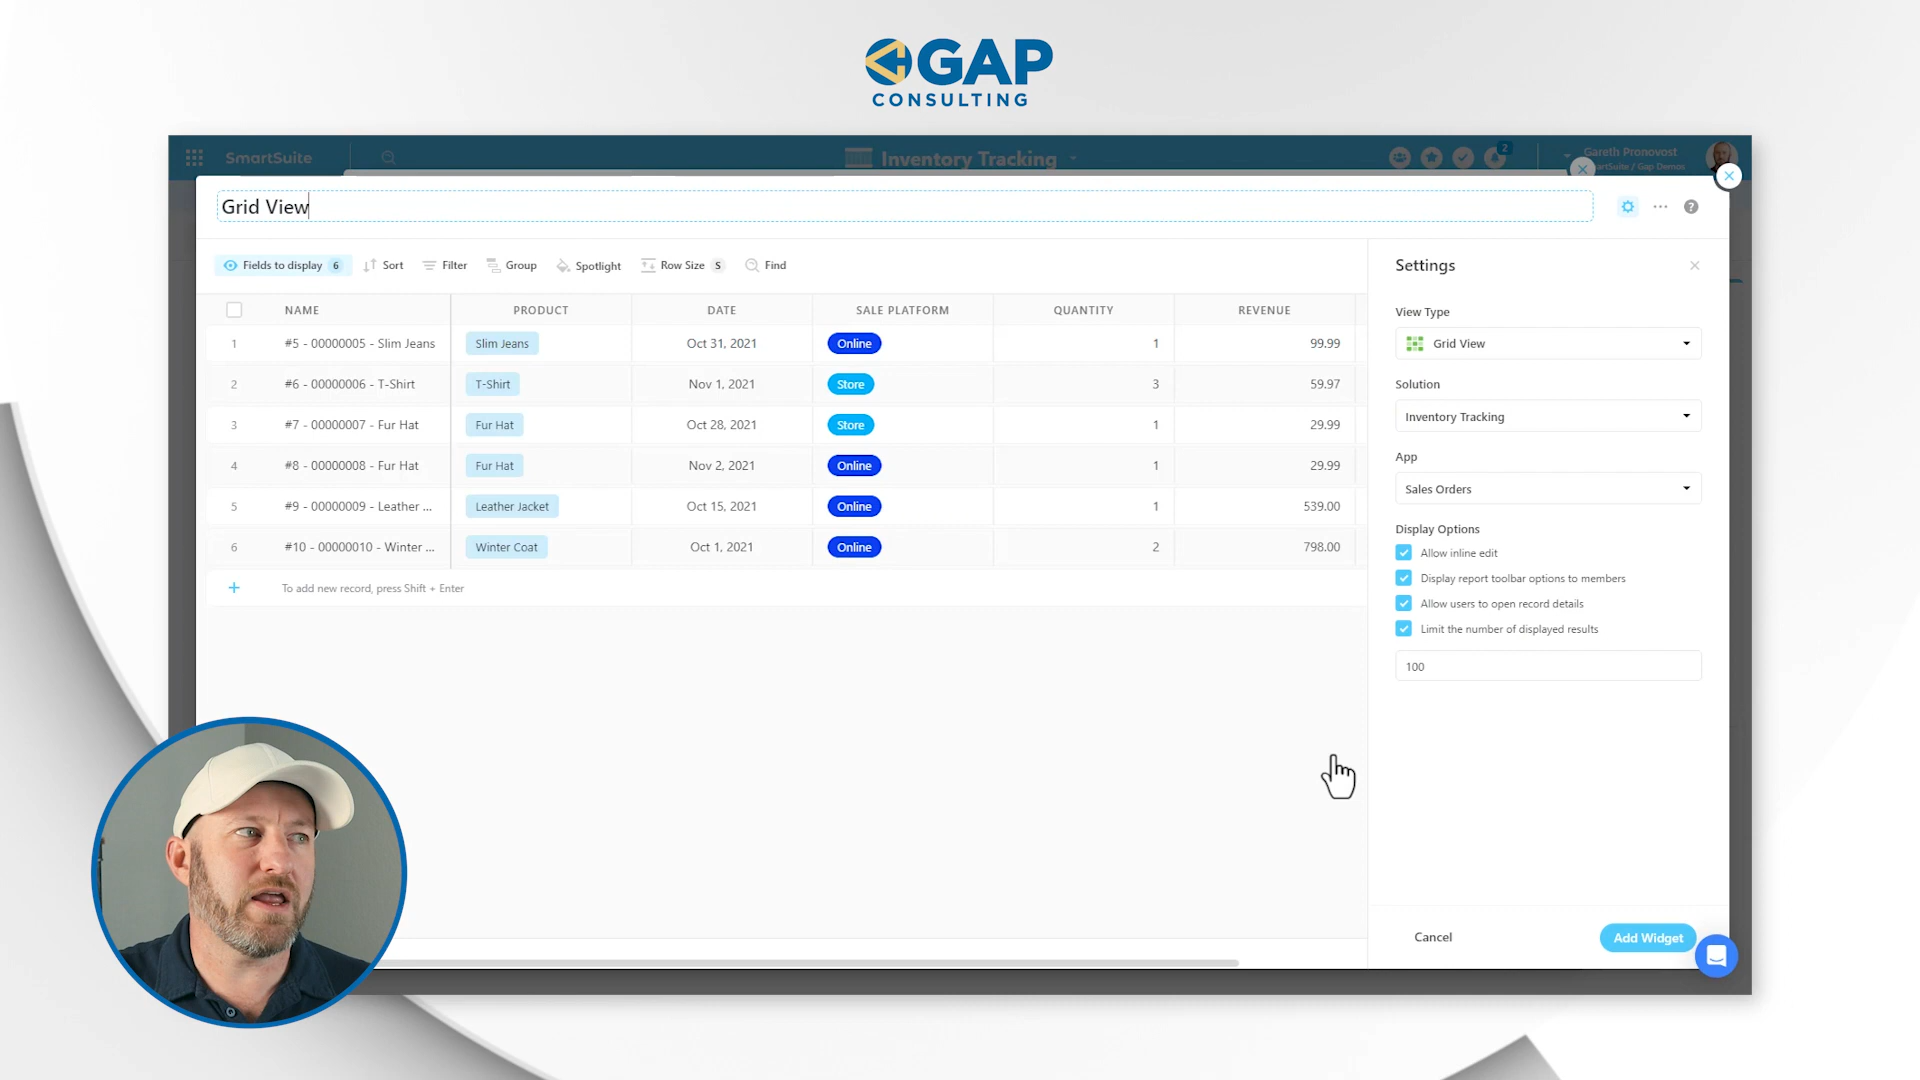 GAP
CONSULTING
SmartSuite
Inventory Tracking
2
Gareth Pronovost
SmartSuite / Gap Demos
Grid View
Fields to display 6
Sort
Filter
Group
Spotlight
Row Size S
Find
NAME PRODUCT DATE SALE PLATFORM QUANTITY REVENUE
1 #5 - 00000005 - Slim Jeans Slim Jeans Oct 31, 2021 Online 1 99.99
2 #6 - 00000006 - T-Shirt T-Shirt Nov 1, 2021 Store 3 59.97
3 #7 - 00000007 - Fur Hat Fur Hat Oct 28, 2021 Store 1 29.99
4 #8 - 00000008 - Fur Hat Fur Hat Nov 2, 2021 Online 1 29.99
5 #9 - 00000009 - Leather ... Leather Jacket Oct 15, 2021 Online 1 539.00
6 #10 - 00000010 - Winter ... Winter Coat Oct 1, 2021 Online 2 798.00
+ To add new record, press Shift + Enter
Settings
View Type
Grid View
Solution
Inventory Tracking
App
Sales Orders
Display Options
Allow inline edit
Display report toolbar options to members
Allow users to open record details
Limit the number of displayed results
100
Cancel
Add Widget